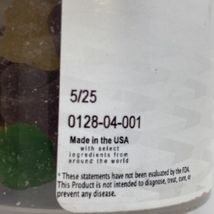 5/25
0128-04-001
Made in the USA
with select
ingredients from
around the world
* These statements have not been evaluated by the FDA.
This Product is not intended to diagnose, treat, cure, or
prevent any disease.